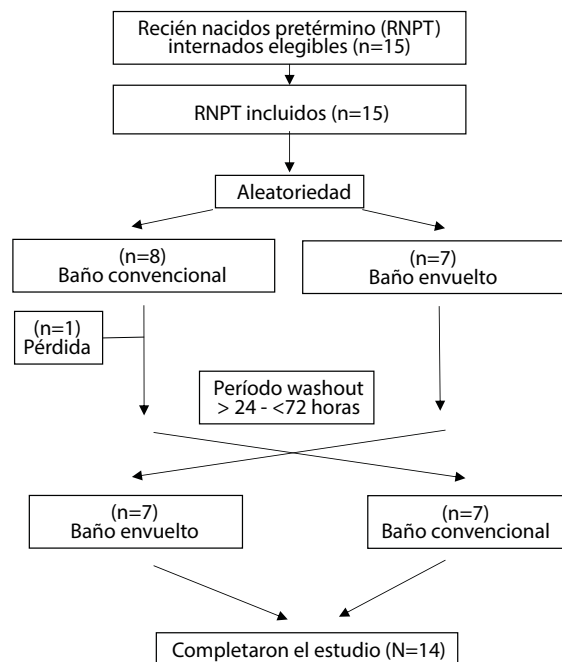 Recién nacidos pretérmino (RNPT)
internados elegibles (n=15)
RNPT incluidos (n=15)
Aleatoriedad
(n=8)
Baño convencional
(n=7)
Baño envuelto
(n=1)
Pérdida
Período washout
> 24 - <72 horas
(n=7)
Baño envuelto
(n=7)
Baño convencional
Completaron el estudio (N=14)